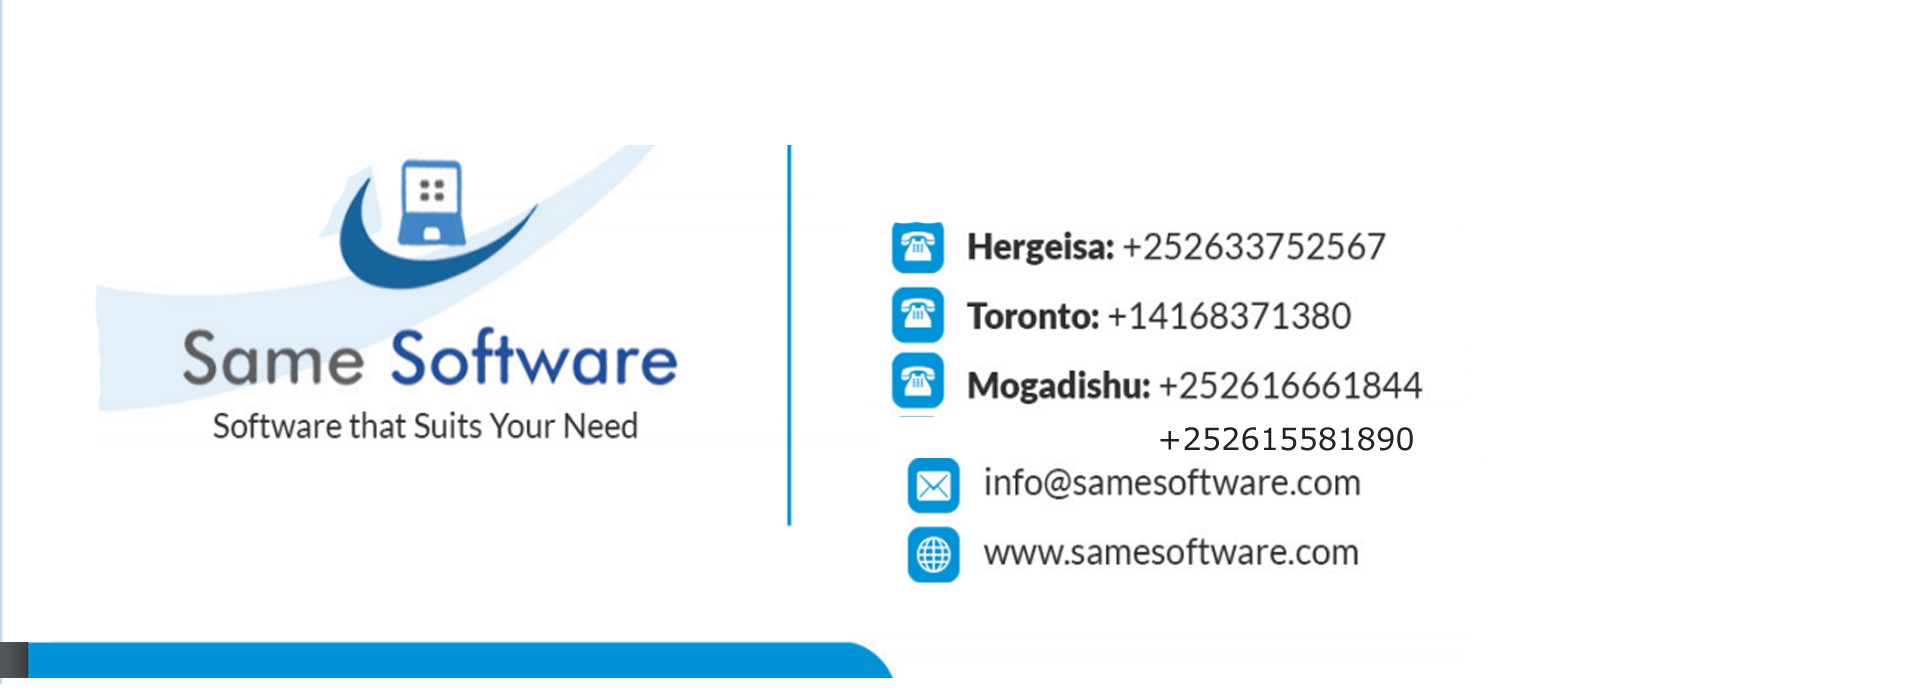 Same Software
Software that Suits Your Need
Hergeisa: +252633752567
Toronto: +14168371380
Mogadishu: +252616661844
+252615581890
info@samesoftware.com
www.samesoftware.com